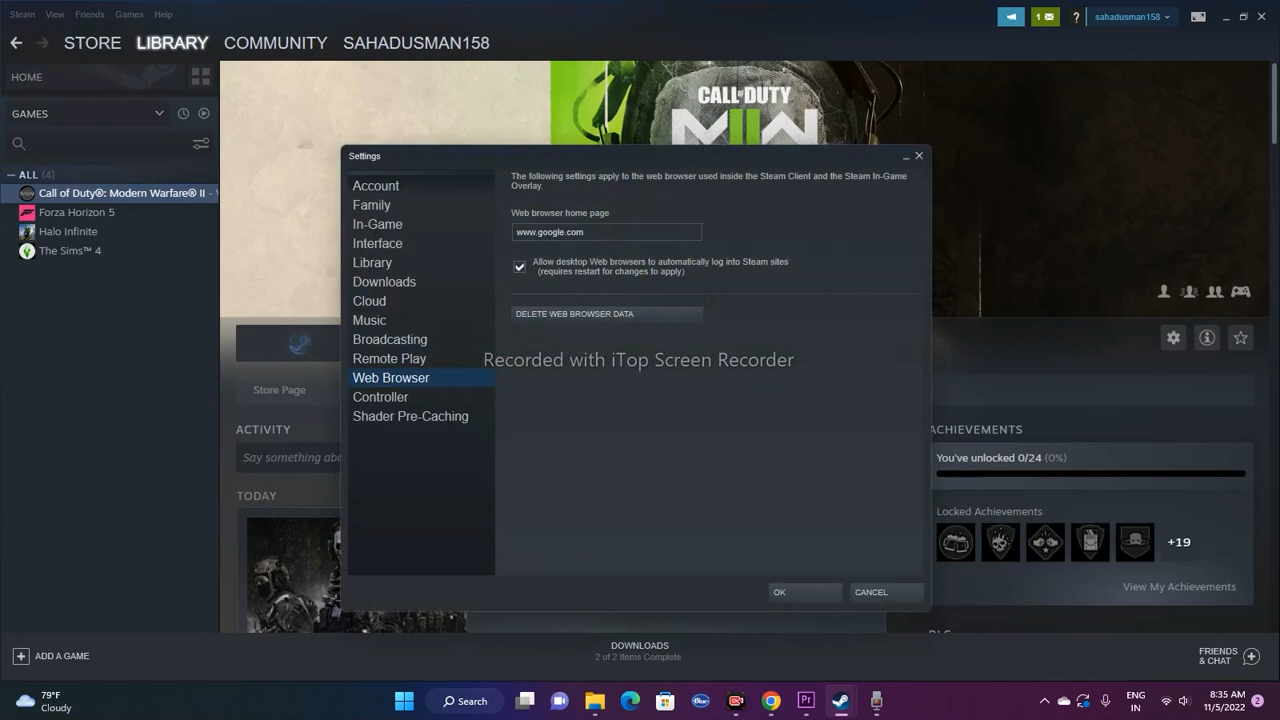 Steam View Friends Games Help
1
?
sahadusman158
STORE LIBRARY COMMUNITY SAHADUSMAN158
HOME
GAMES
ALL (4)
Call of Duty®: Modern Warfare® II -
Forza Horizon 5
Halo Infinite
The Sims™ 4
CALL OF DUTY
MWII
Settings
Account
Family
In-Game
Interface
Library
Downloads
Cloud
Music
Broadcasting
Remote Play
Web Browser
Controller
Shader Pre-Caching
The following settings apply to the web browser used inside the Steam Client and the Steam In-Game
Overlay.
Web browser home page
www.google.com
Allow desktop Web browsers to automatically log into Steam sites
(requires restart for changes to apply)
DELETE WEB BROWSER DATA
Recorded with iTop Screen Recorder
OK
CANCEL
Store Page
ACTIVITY
Say something abo
TODAY
ACHIEVEMENTS
You've unlocked 0/24 (0%)
Locked Achievements
+19
View My Achievements
ADD A GAME
DOWNLOADS
2 of 2 Items Complete
FRIENDS
& CHAT
79°F
Cloudy
Search
Pr
ENG
IN
8:35 AM
11/5/2022
2